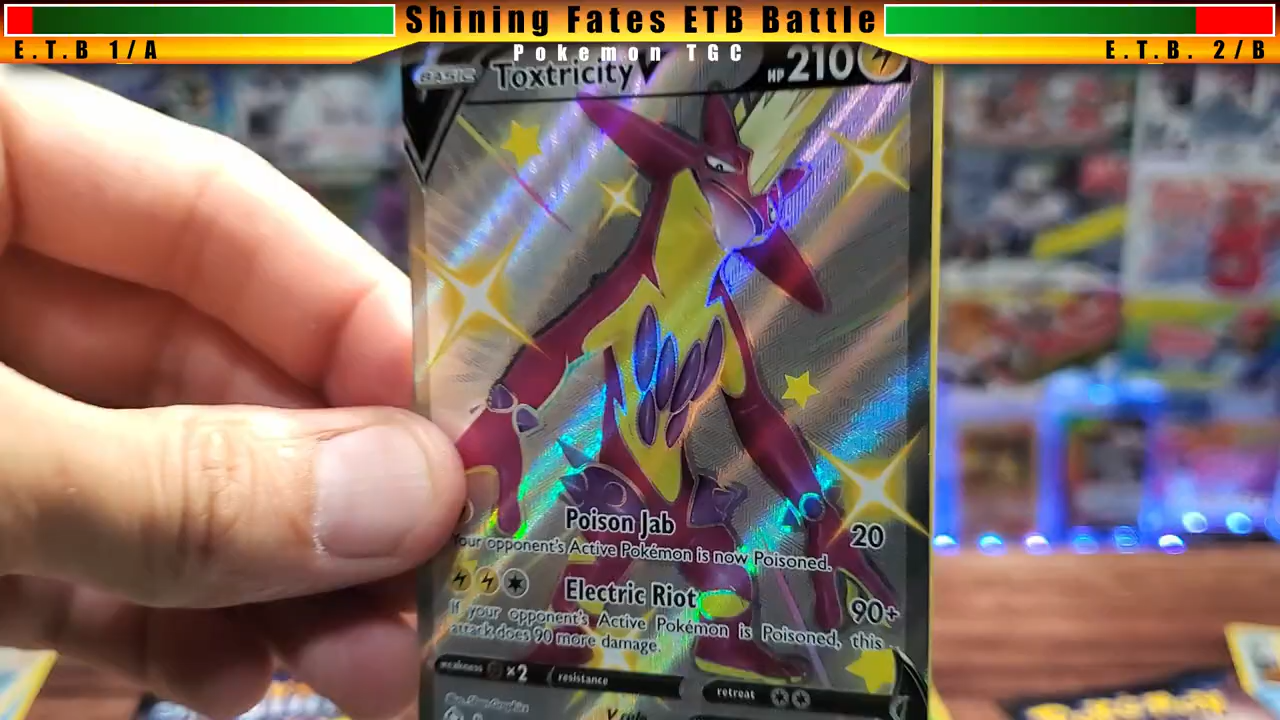 Shining Fates ETB Battle
E.T.B 1/A
Pokemon TGC
E.T.B. 2/B
BASIC
Toxtricity V
HP 210
Poison Jab 20
Your opponent's Active Pokémon is now Poisoned.
Electric Riot 90+
If your opponent's Active Pokémon is Poisoned, this
attack does 90 more damage.
weakness ×2 resistance
retreat
V rule